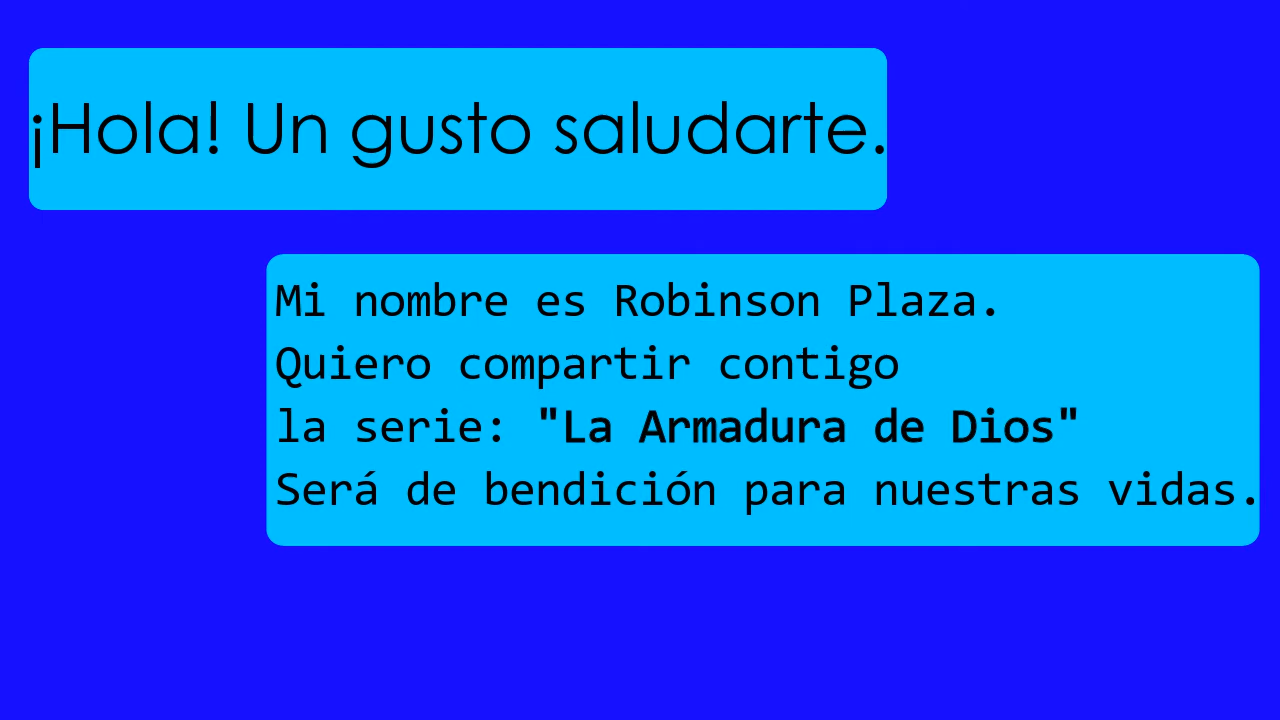 ¡Hola! Un gusto saludarte.
Mi nombre es Robinson Plaza.
Quiero compartir contigo
la serie: "La Armadura de Dios"
Será de bendición para nuestras vidas.